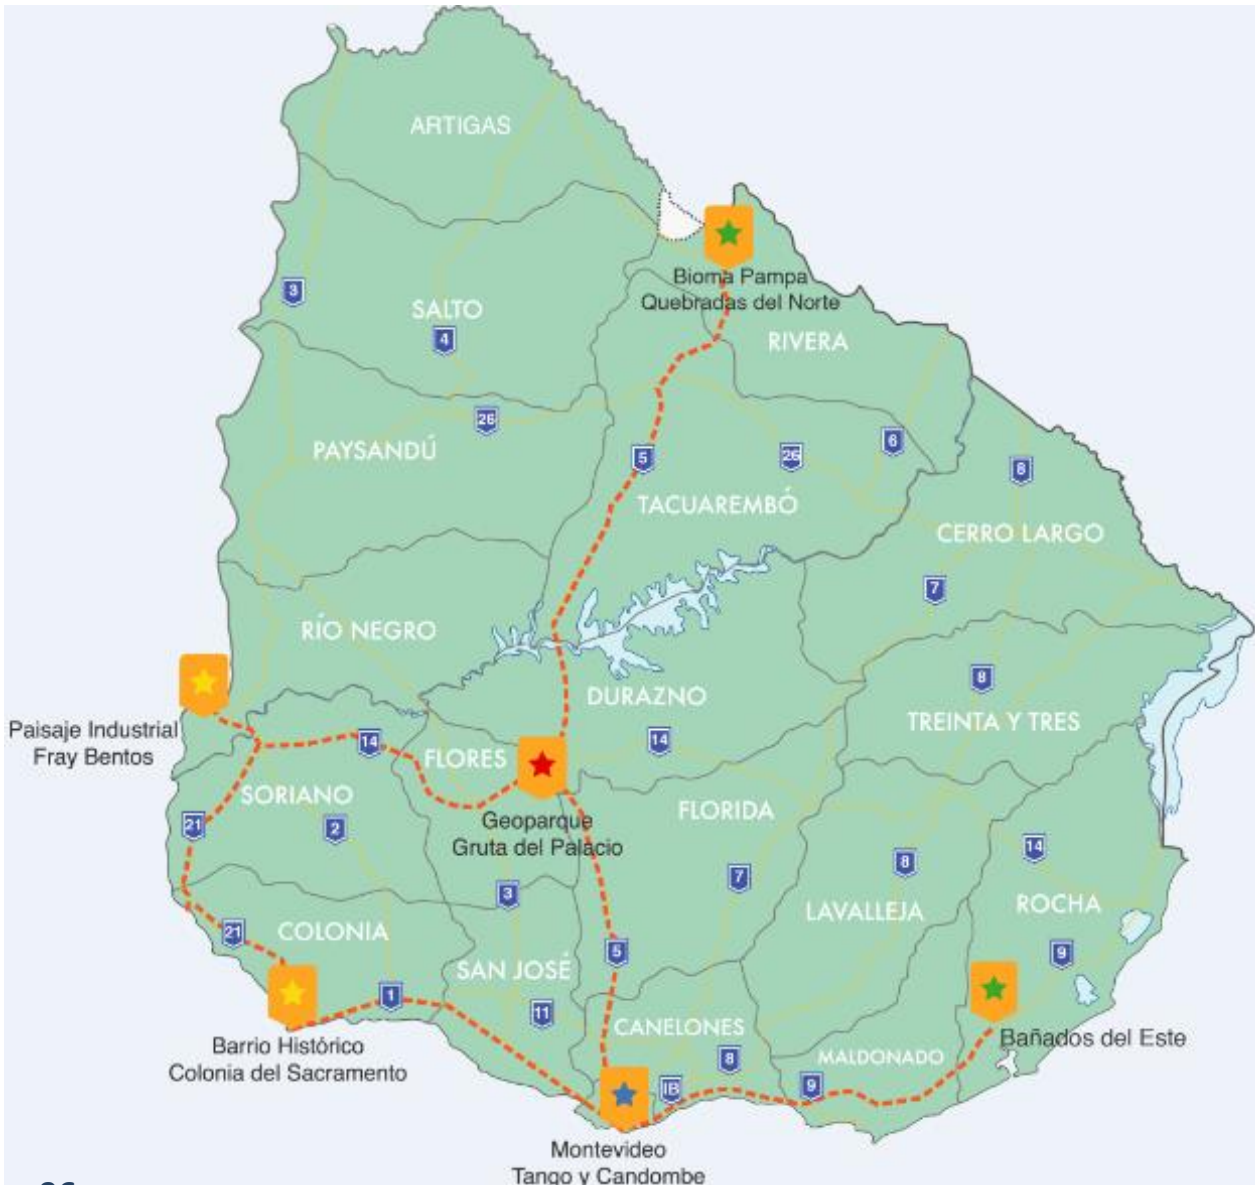 ARTIGAS
Bioma Pampa
Quebradas del Norte
3
SALTO
4
RIVERA
26
6
PAYSANDÚ
5
26
8
TACUAREMBÓ
CERRO LARGO
7
RÍO NEGRO
8
DURAZNO
TREINTA Y TRES
Paisaje Industrial
Fray Bentos
14
FLORES
14
SORIANO
FLORIDA
21
2
Geoparque
Gruta del Palacio
14
8
7
3
LAVALLEJA
ROCHA
21
COLONIA
5
9
SAN JOSÉ
1
11
CANELONES
Bañados del Este
Barrio Histórico
Colonia del Sacramento
8
MALDONADO
IB
9
Montevideo
Tango y Candombe